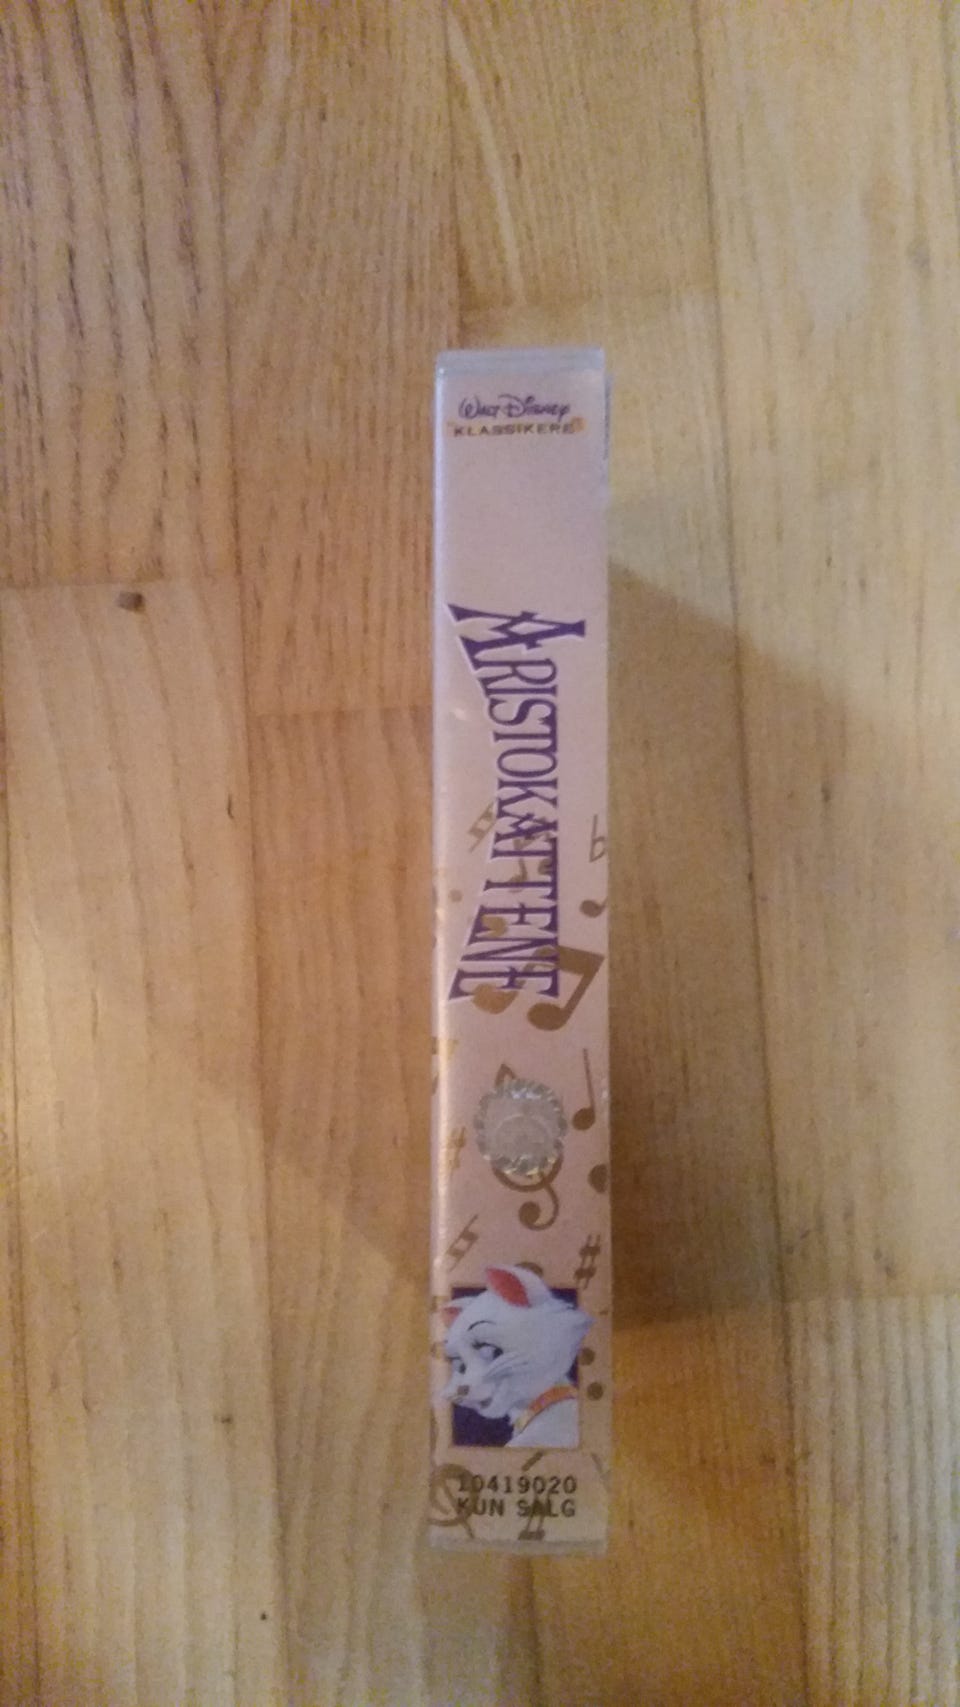 Walt Disney
KLASSIKERE
ARISTOKATTENE
10419020
KUN SALG